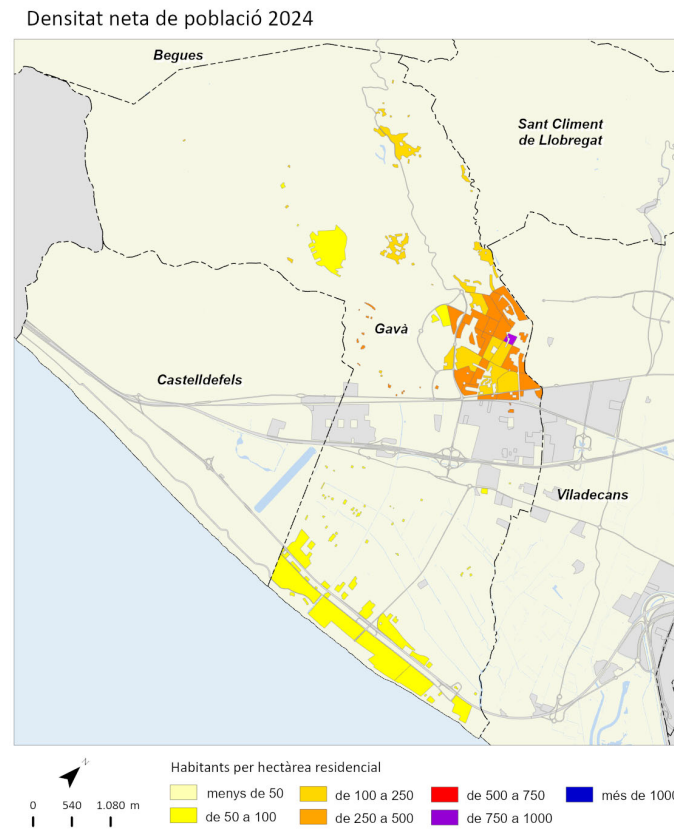 Densitat neta de població 2024
Begues
Sant Climent
de Llobregat
Gavà
Castelldefels
Viladecans
N
0 540 1.080 m
Habitants per hectàrea residencial
menys de 50
de 100 a 250
de 500 a 750
més de 1000
de 50 a 100
de 250 a 500
de 750 a 1000